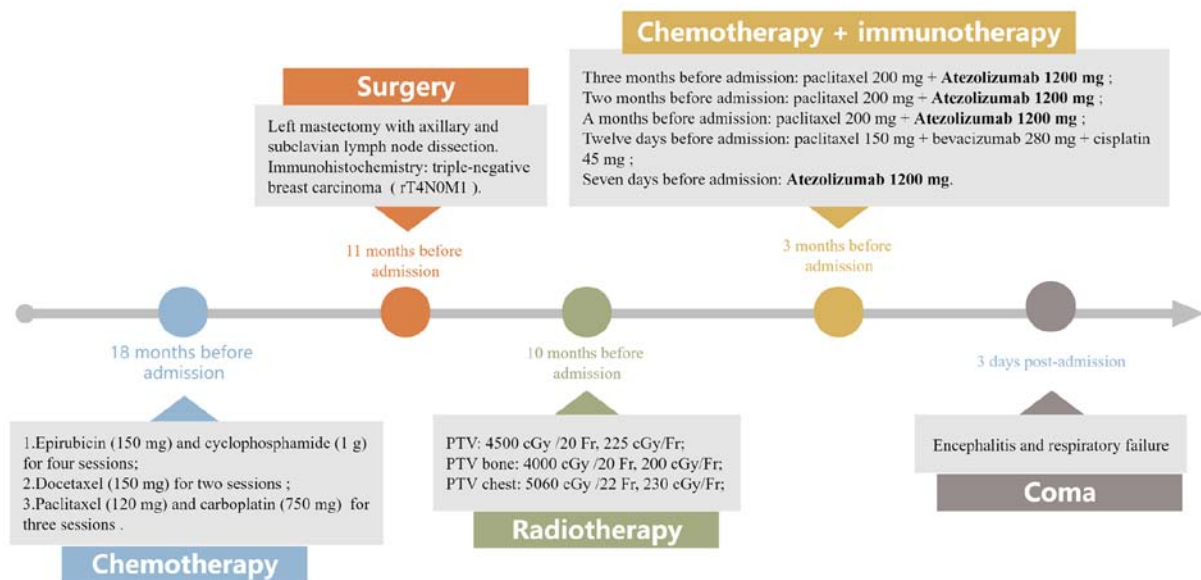 Chemotherapy + immunotherapy
Three months before admission: paclitaxel 200 mg + Atezolizumab 1200 mg ;
Two months before admission: paclitaxel 200 mg + Atezolizumab 1200 mg ;
A months before admission: paclitaxel 200 mg + Atezolizumab 1200 mg ;
Twelve days before admission: paclitaxel 150 mg + bevacizumab 280 mg + cisplatin
45 mg ;
Seven days before admission: Atezolizumab 1200 mg.
Surgery
Left mastectomy with axillary and
subclavian lymph node dissection.
Immunohistochemistry: triple-negative
breast carcinoma ( rT4N0M1 ).
11 months before
admission
3 months before
admission
18 months before
admission
10 months before
admission
3 days post-admission
1.Epirubicin (150 mg) and cyclophosphamide (1 g)
for four sessions;
2.Docetaxel (150 mg) for two sessions ;
3.Paclitaxel (120 mg) and carboplatin (750 mg) for
three sessions .
Chemotherapy
PTV: 4500 cGy /20 Fr, 225 cGy/Fr;
PTV bone: 4000 cGy /20 Fr, 200 cGy/Fr;
PTV chest: 5060 cGy /22 Fr, 230 cGy/Fr;
Radiotherapy
Encephalitis and respiratory failure
Coma